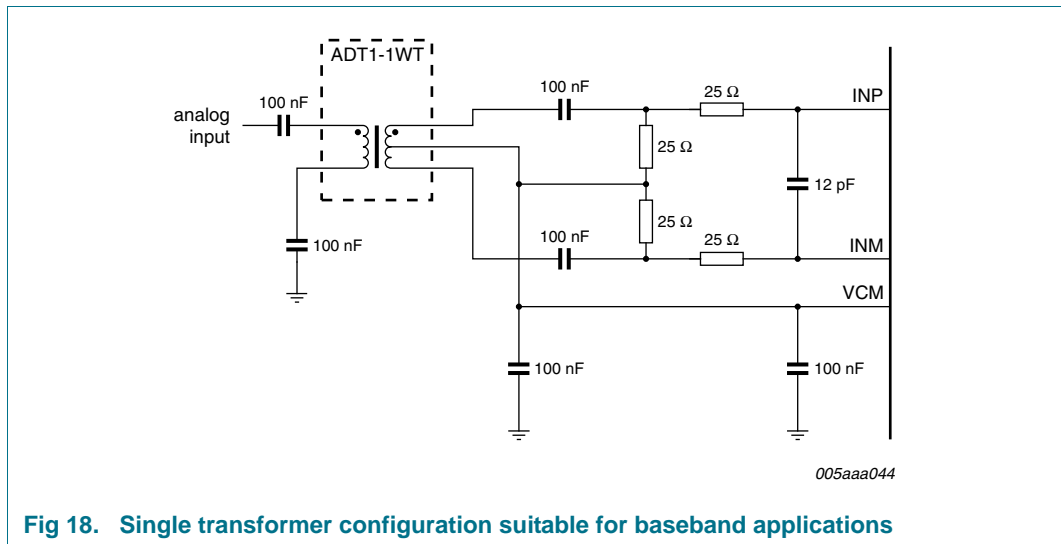 ADT1-1WT
100 nF
analog
input
100 nF
100 nF
25 Ω
INP
25 Ω
12 pF
25 Ω
100 nF
25 Ω
INM
VCM
100 nF
100 nF
005aaa044
Fig 18. Single transformer configuration suitable for baseband applications